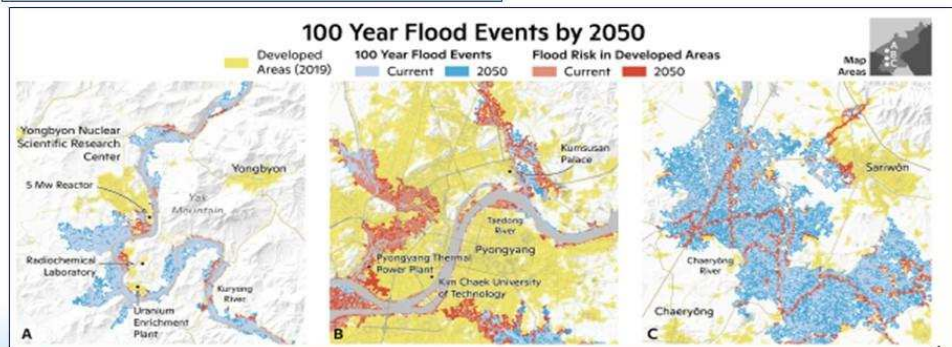 100 Year Flood Events by 2050
Developed
Areas (2019)
100 Year Flood Events
Current
2050
Flood Risk in Developed Areas
Current
2050
Map
Areas
A
B
C
Yongbyon Nuclear
Scientific Research
Center
5 Mw Reactor
Yongbyon
Yak
Mountain
Radiochemical
Laboratory
Kuryong
River
Uranium
Enrichment
Plant
A
Kumsusan
Palace
Taedong
River
Pyongyang
Pyongyang Thermal
Power Plant
Kim Chaek University
of Technology
B
Sariwŏn
Chaeryŏng
River
Chaeryŏng
C